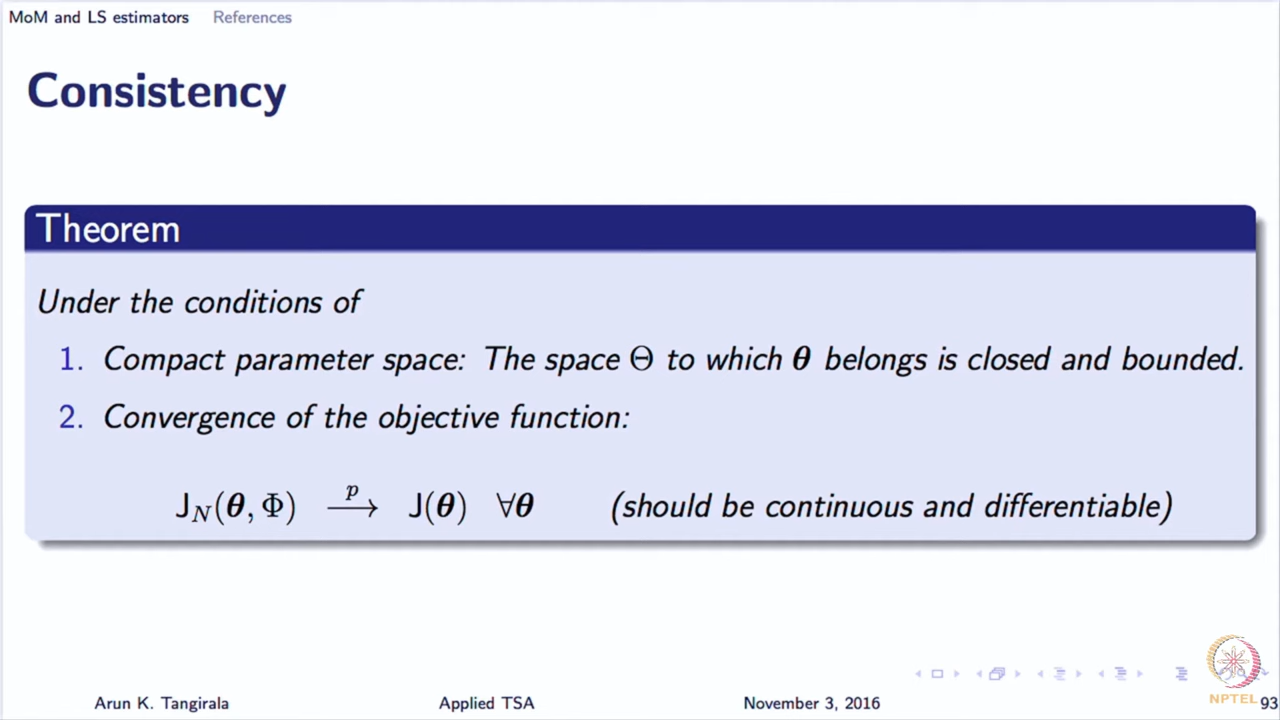 MoM and LS estimators References
Consistency
Theorem
Under the conditions of
1. Compact parameter space: The space Θ to which θ belongs is closed and bounded.
2. Convergence of the objective function:
J_N(θ, Φ) —p→ J(θ) ∀θ (should be continuous and differentiable)
NPTEL
Arun K. Tangirala Applied TSA November 3, 2016 93